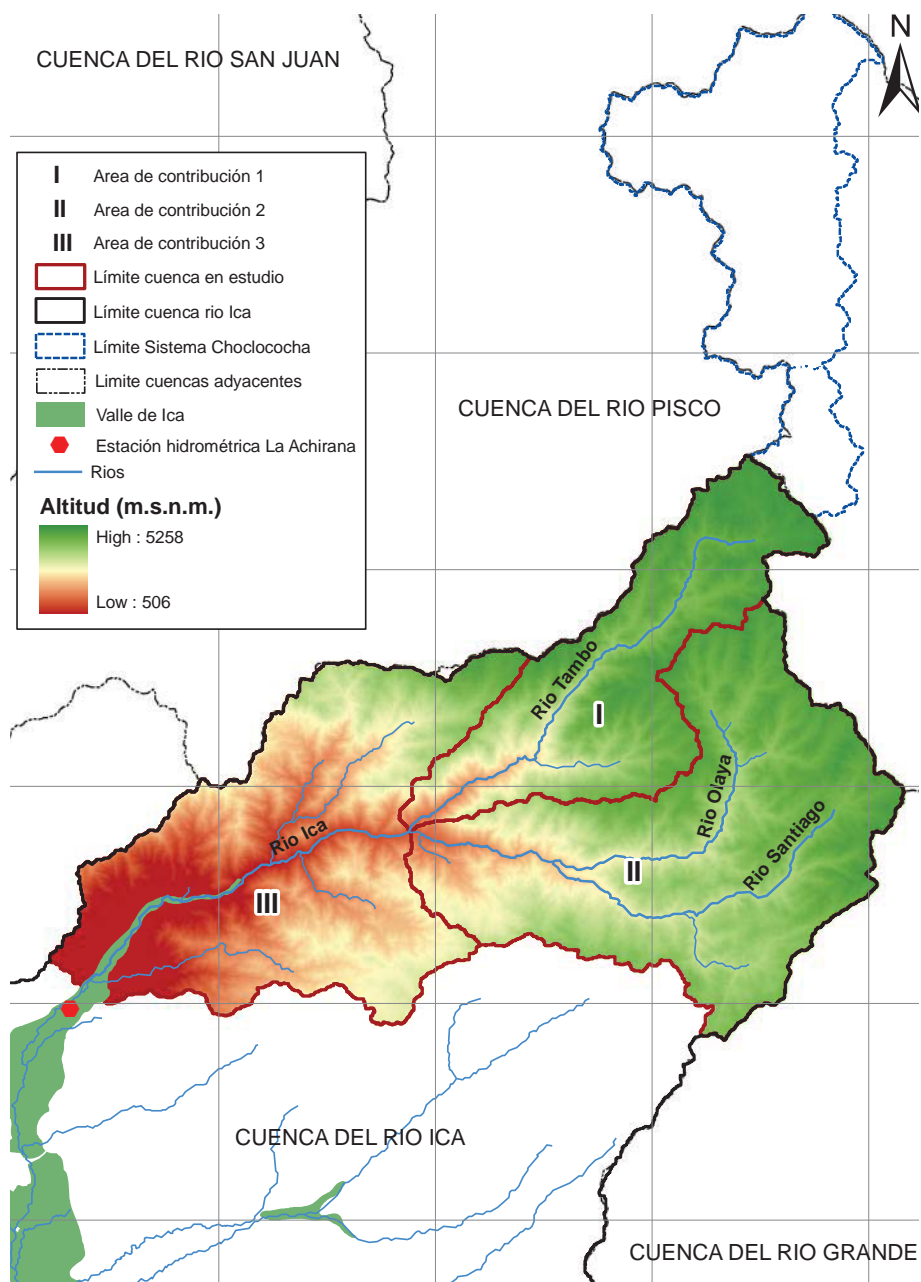 CUENCA DEL RIO SAN JUAN
N
I Area de contribución 1
II Area de contribución 2
III Area de contribución 3
Límite cuenca en estudio
Límite cuenca rio Ica
Límite Sistema Choclococha
Limite cuencas adyacentes
Valle de Ica
Estación hidrométrica La Achirana
Rios
Altitud (m.s.n.m.)
High : 5258
Low : 506
CUENCA DEL RIO PISCO
Rio Tambo
I
Rio Olaya
Rio Santiago
Rio Ica
II
III
CUENCA DEL RIO ICA
CUENCA DEL RIO GRANDE